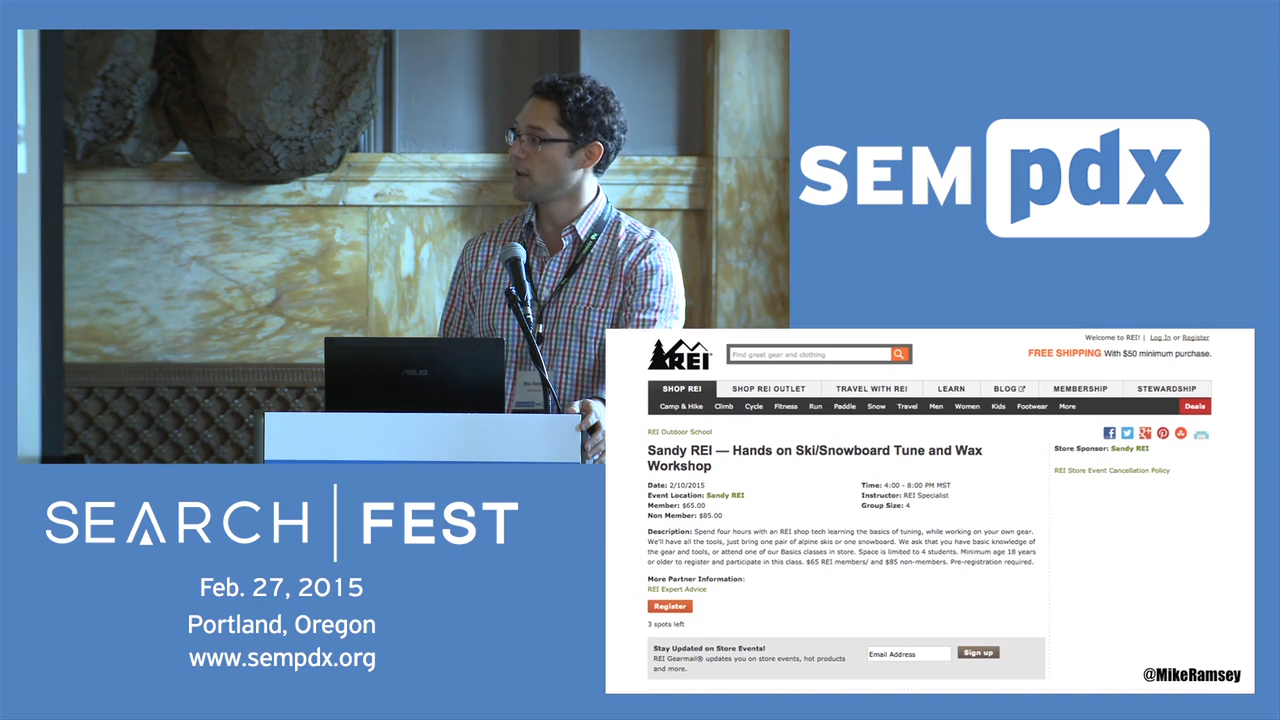 SEM pdx
ASUS
SEARCH FEST
Feb. 27, 2015
Portland, Oregon
www.sempdx.org
Welcome to REI! | Log In or Register
REI
Find great gear and clothing
FREE SHIPPING With $50 minimum purchase.
SHOP REI SHOP REI OUTLET TRAVEL WITH REI LEARN BLOG MEMBERSHIP STEWARDSHIP
Camp & Hike Climb Cycle Fitness Run Paddle Snow Travel Men Women Kids Footwear More Deals
REI Outdoor School
Sandy REI — Hands on Ski/Snowboard Tune and Wax
Workshop
Date: 2/10/2015
Event Location: Sandy REI
Member: $65.00
Non Member: $85.00
Time: 4:00 - 8:00 PM MST
Instructor: REI Specialist
Group Size: 4
Store Sponsor: Sandy REI
REI Store Event Cancellation Policy
Description: Spend four hours with an REI shop tech learning the basics of tuning, while working on your own gear.
We'll have all the tools, just bring one pair of alpine skis or one snowboard. We ask that you have basic knowledge of
the gear and tools, or attend one of our Basics classes in store. Space is limited to 4 students. Minimum age 18 years
or older to register and participate in this class. $65 REI members/ and $85 non-members. Pre-registration required.
More Partner Information:
REI Expert Advice
Register
3 spots left
Stay Updated on Store Events!
REI Gearmail® updates you on store events, hot products
and more.
Email Address
Sign up
@MikeRamsey